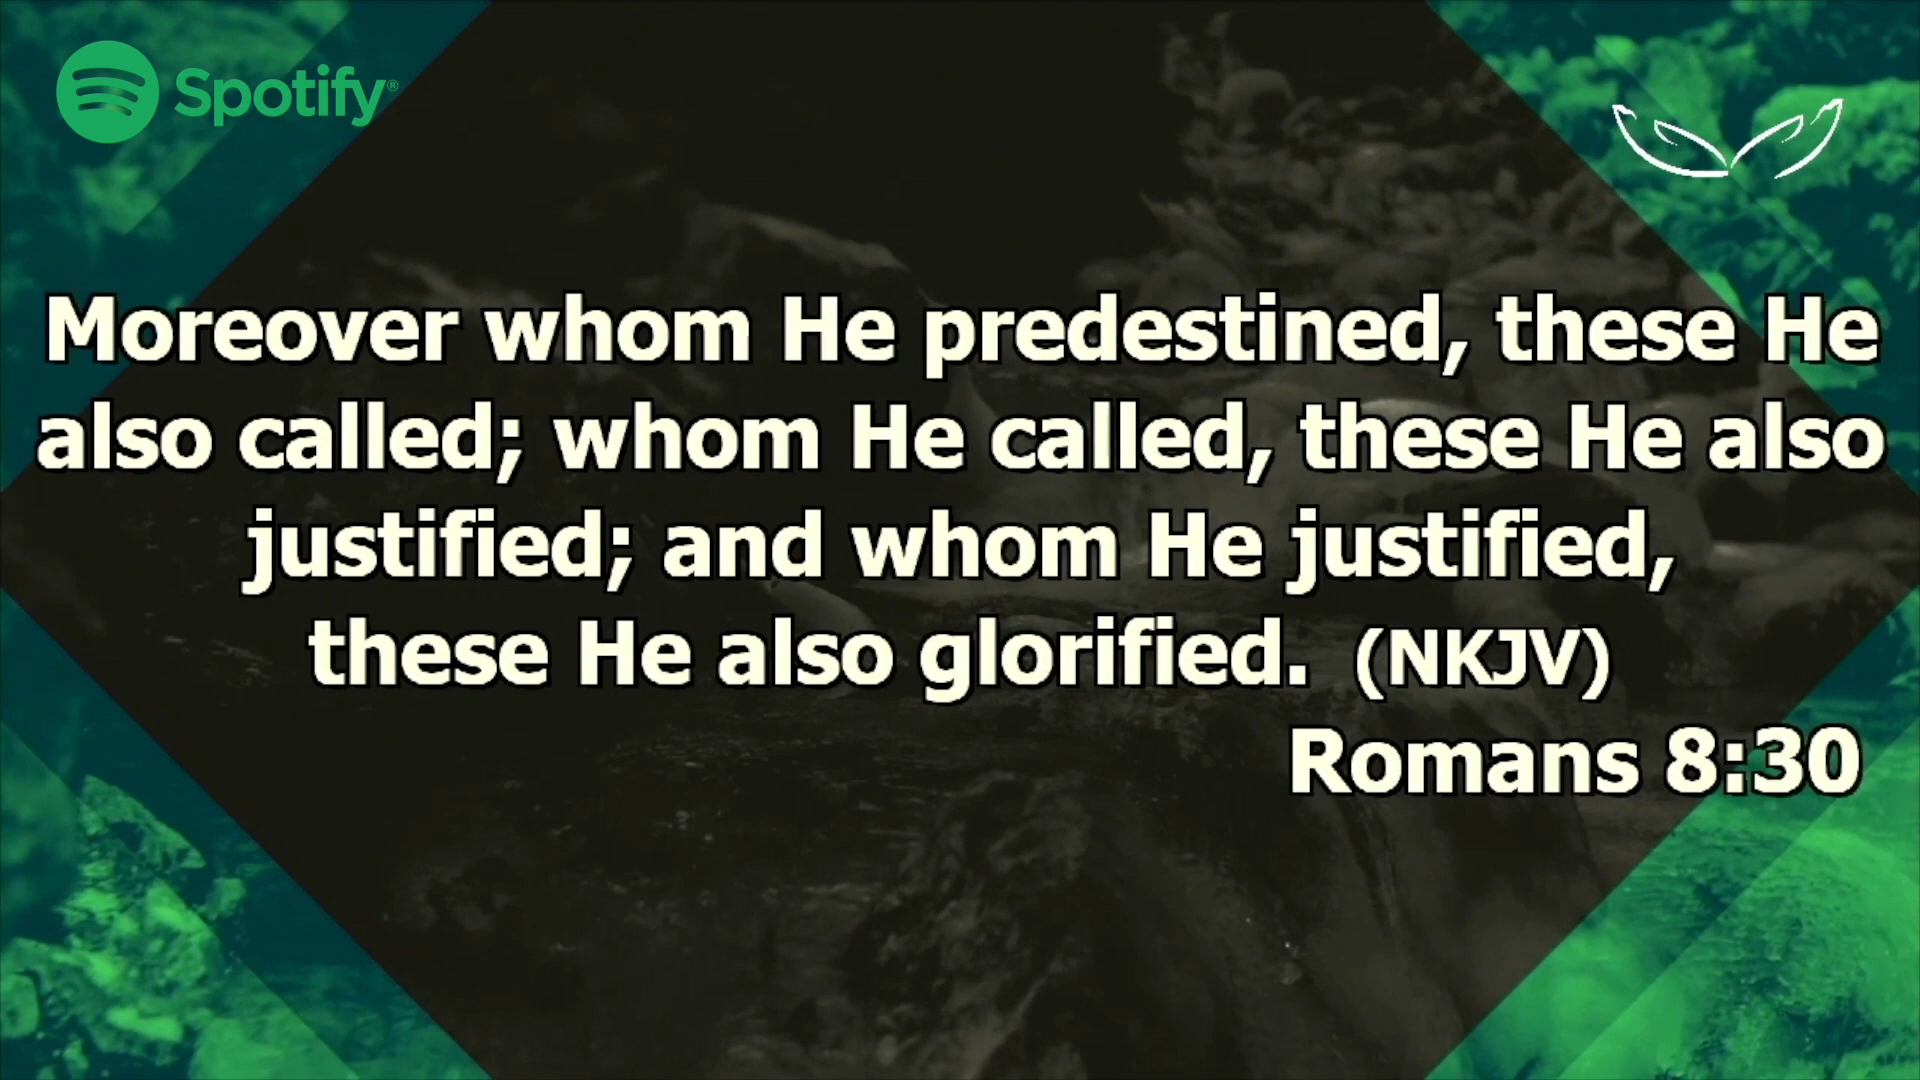 Spotify®
Moreover whom He predestined, these He
also called; whom He called, these He also
justified; and whom He justified,
these He also glorified. (NKJV)
Romans 8:30